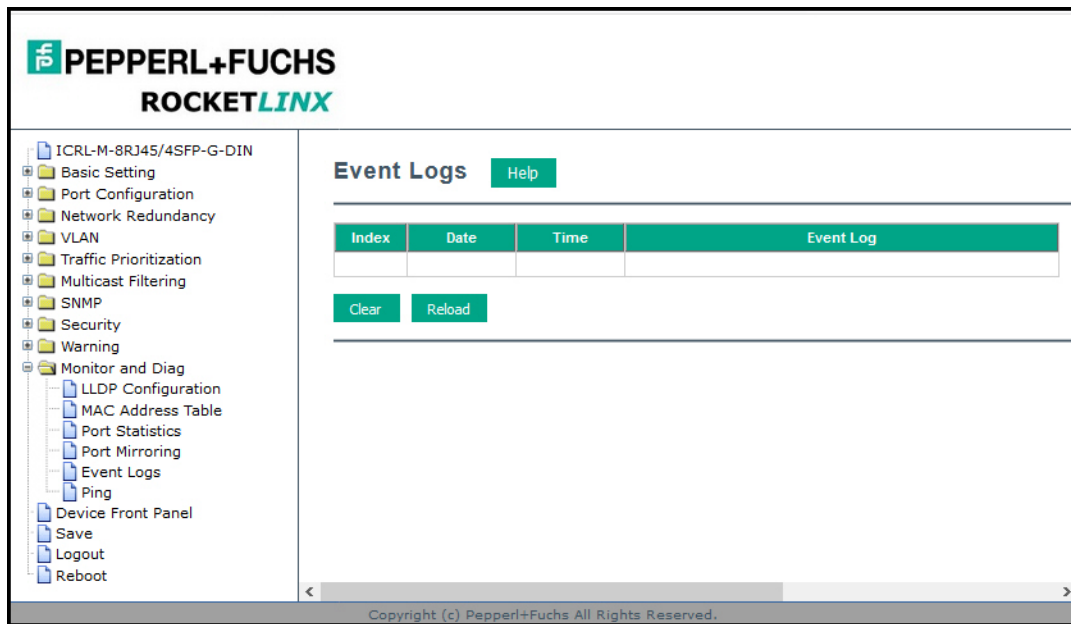 PEPPERL+FUCHS
ROCKETLINX
ICRL-M-8RJ45/4SFP-G-DIN
Basic Setting
Port Configuration
Network Redundancy
VLAN
Traffic Prioritization
Multicast Filtering
SNMP
Security
Warning
Monitor and Diag
LLDP Configuration
MAC Address Table
Port Statistics
Port Mirroring
Event Logs
Ping
Device Front Panel
Save
Logout
Reboot
Event Logs Help
Index Date Time Event Log
Clear Reload
Copyright (c) Pepperl+Fuchs All Rights Reserved.